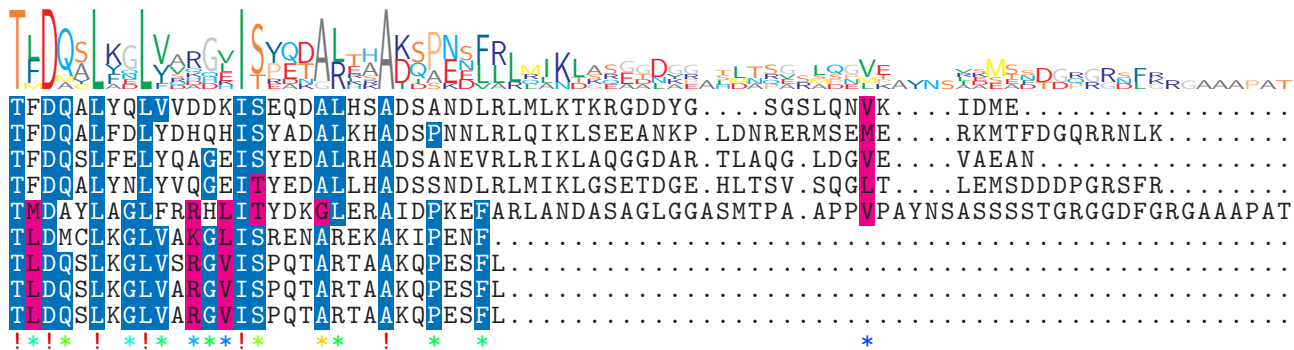 TFDQALYQLVVDDKISEQDALHSADSANDLRLMLKTKRGDDYG....SGSLQNVK....IDME.................
TFDQALFDLYDHQHISYADALKHADSPNNLRLQIKLSEEANKP.LDNRERMSEME....RKMTFDGQRRNLK........
TFDQSLFELYQAGEISYEDALRHADSANEVRLRIKLAQGGDAR.TLAQG.LDGVE....VAEAN................
TFDQALYNLYVQGEITYEDALLHADSSNDLRLMIKLGSETDGE.HLTSV.SQGLT....LEMSDDDPGRSFR........
TMDAYLAGLFRRHLITYDKGLERAIDPKEFARLANDASAGLGGASMTPA.APPVPAYNSASSSSTGRGGDFGRGAAAPAT
TLDMCLKGLVAKGLISRENAREKAKIPENF..................................................
TLDQSLKGLVSRGVISPQTARTAAKQPESFL.................................................
TLDQSLKGLVARGVISPQTARTAAKQPESFL.................................................
TLDQSLKGLVARGVISPQTARTAAKQPESFL.................................................
!*!* ! *!* ***!*   **  !  *  *                       *